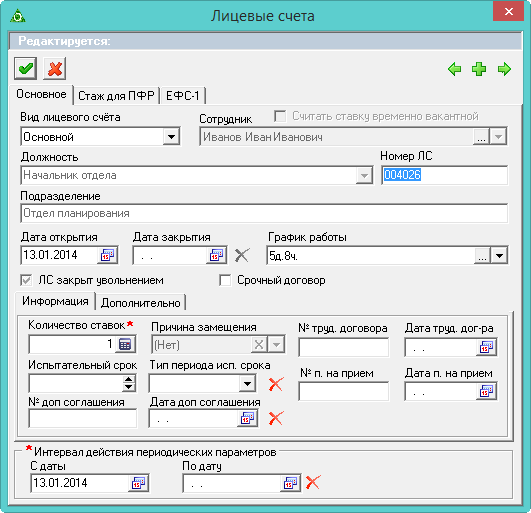 Лицевые счета
Редактируется:
Основное Стаж для ПФР ЕФС-1
Вид лицевого счёта Сотрудник Считать ставку временно вакантной
Основной Иванов ИванИванович ...
Должность Номер ЛС
Начальник отдела 004026
Подразделение
Отдел планирования
Дата открытия Дата закрытия График работы
13.01.2014 . . 5д.8ч. ...
ЛС закрыт увольнением Срочный договор
Информация Дополнительно
Количество ставок* Причина замещения № труд. договора Дата труд. дог-ра
1 (Нет) . .
Испытательный срок Тип периода исп. срока № п. на прием Дата п. на прием
. .
№ доп соглашения Дата доп соглашения
. .
*Интервал действия периодических параметров
С даты По дату
13.01.2014 . .